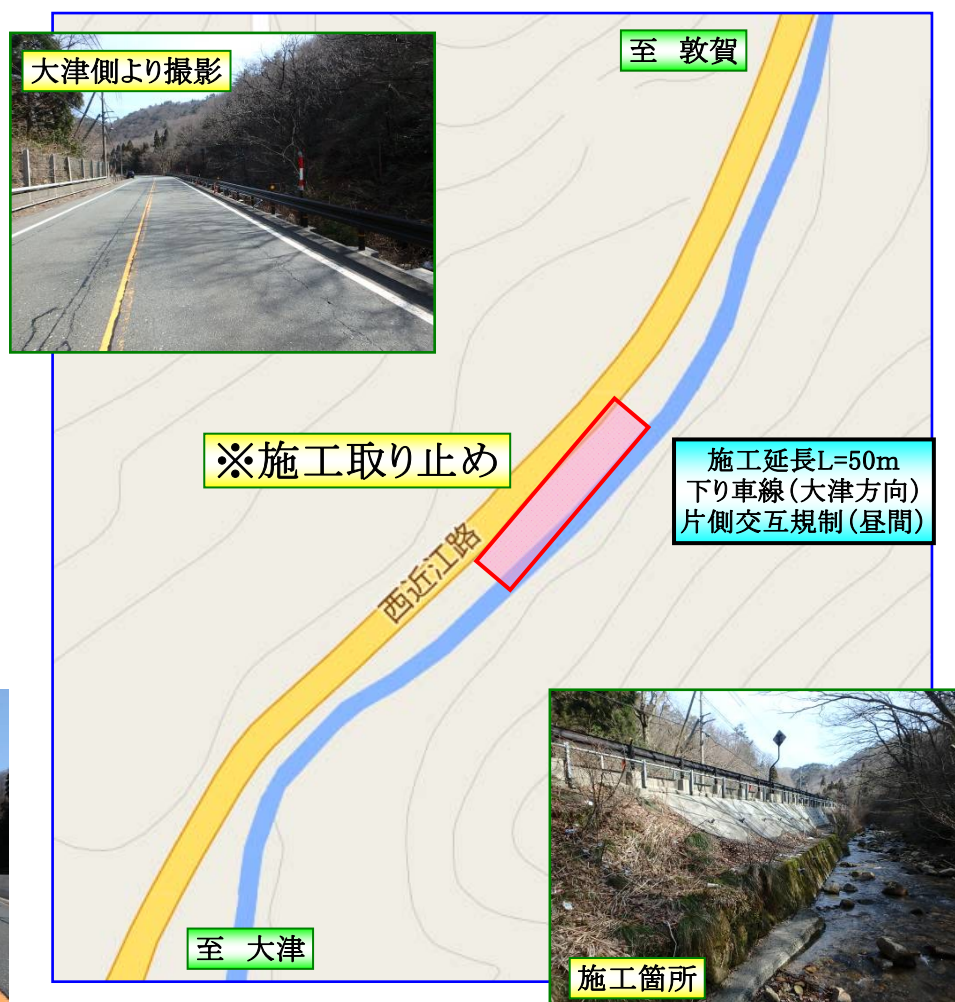 大津側より撮影
至 敦賀
※施工取り止め
施工延長L=50m
下り車線(大津方向)
片側交互規制(昼間)
西近江路
至 大津
施工箇所